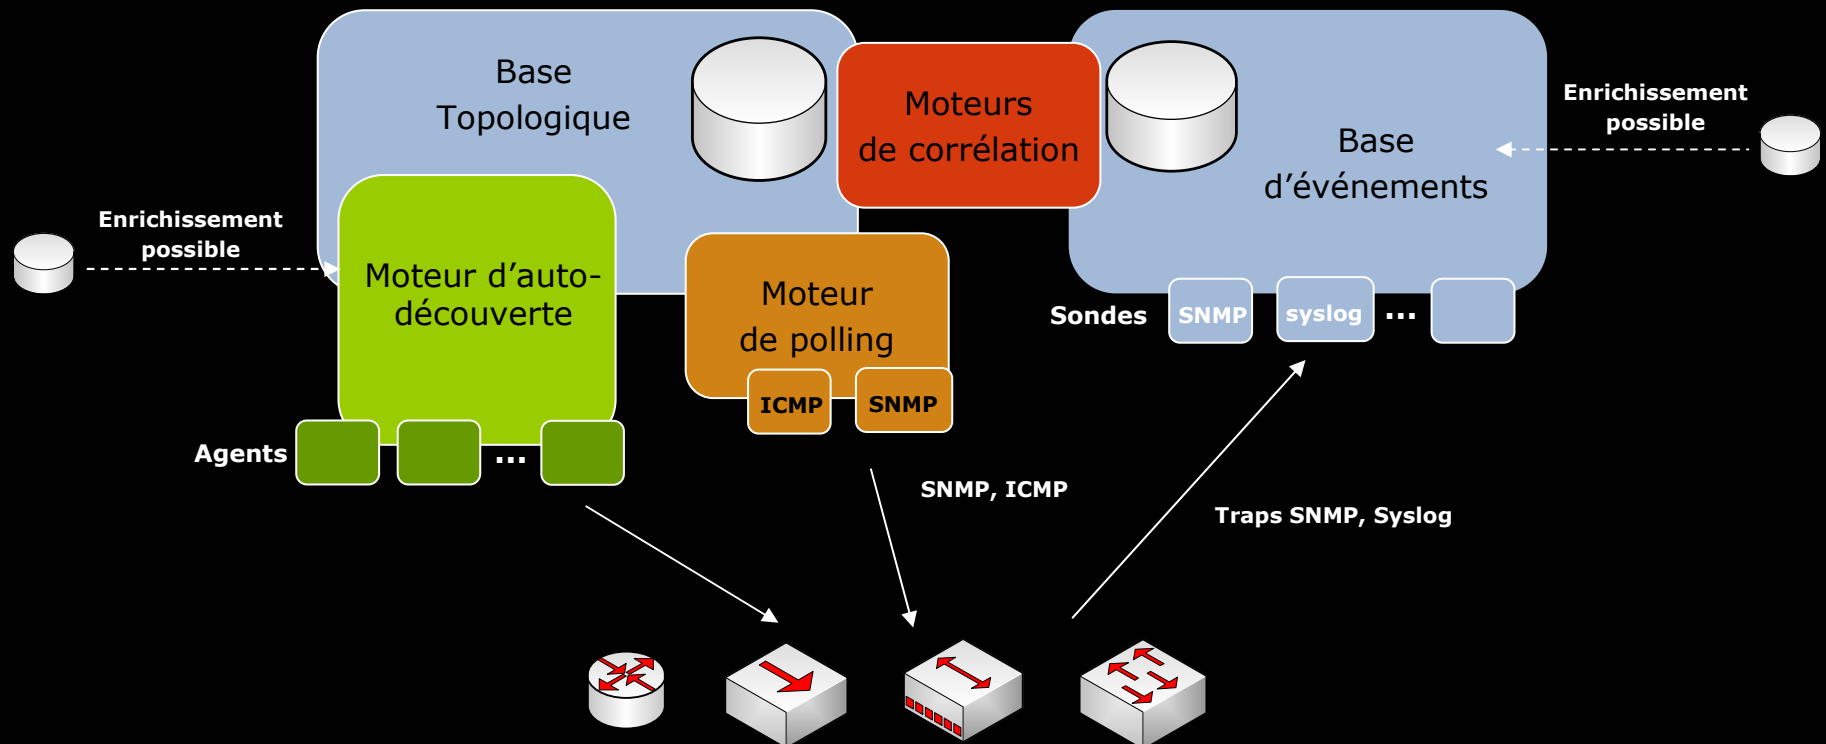 Base
Topologique
Moteurs
de corrélation
Base
d’événements
Enrichissement
possible
Enrichissement
possible
Moteur d’auto-
découverte
Moteur
de polling
ICMP
SNMP
Sondes
SNMP
syslog
...
Agents
...
SNMP, ICMP
Traps SNMP, Syslog